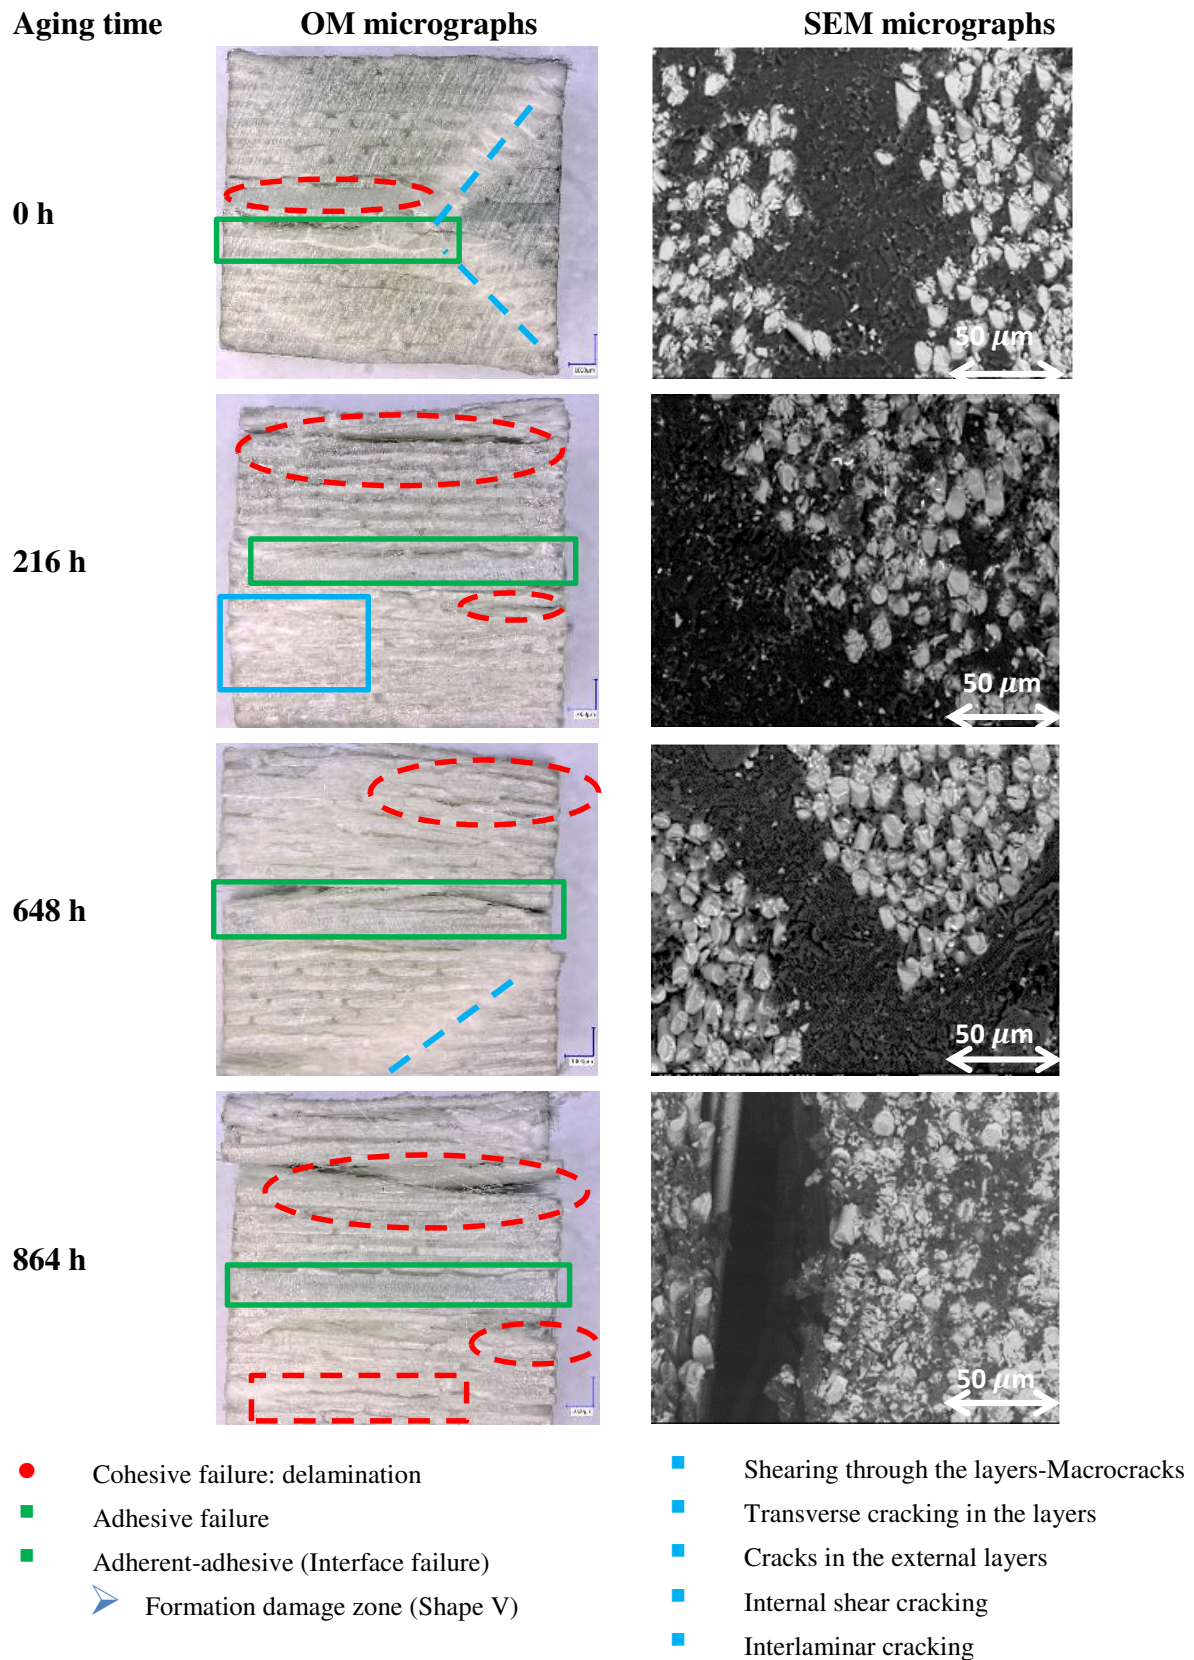 Aging time OM micrographs SEM micrographs
0 h
50 μm
216 h
50 μm
648 h
50 μm
864 h
50 μm
Cohesive failure: delamination
Adhesive failure
Adherent-adhesive (Interface failure)
Formation damage zone (Shape V)
Shearing through the layers-Macrocracks
Transverse cracking in the layers
Cracks in the external layers
Internal shear cracking
Interlaminar cracking